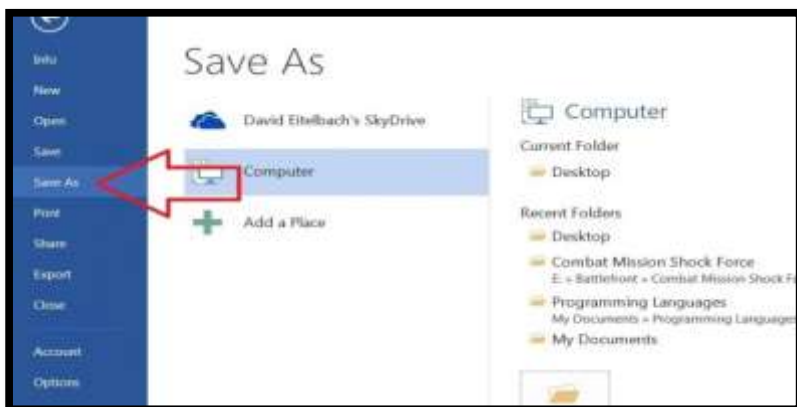 Info
New
Open
Save
Save As
Print
Share
Export
Close
Account
Options
Save As
David Eitelbach's SkyDrive
Computer
Add a Place
Computer
Current Folder
Desktop
Recent Folders
Desktop
Combat Mission Shock Force
E: » Battlefront » Combat Mission Shock F
Programming Languages
My Documents » Programming Languages
My Documents